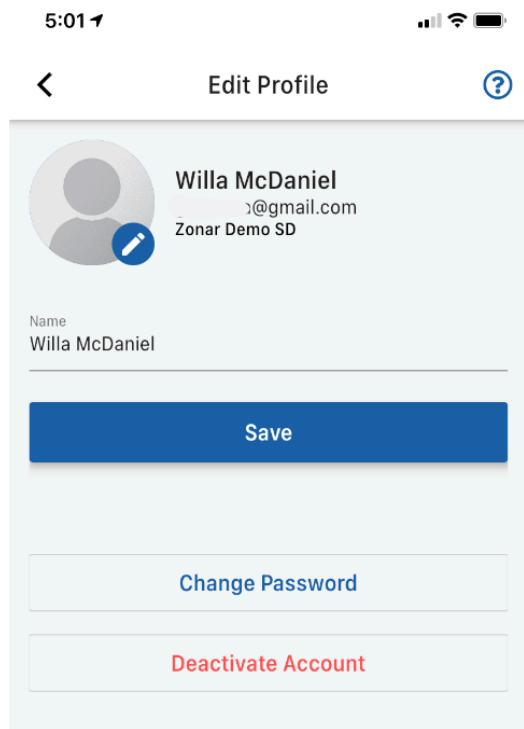 5:01
Edit Profile
?
Willa McDaniel
@gmail.com
Zonar Demo SD
Name
Willa McDaniel
Save
Change Password
Deactivate Account